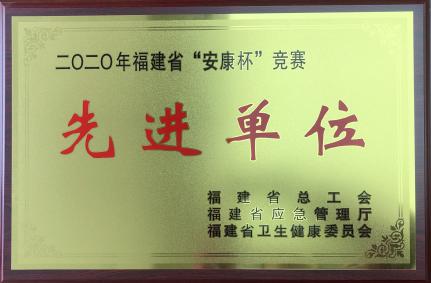 二〇二〇年福建省“安康杯”竞赛
先进单位
福建省总工会
福建省应急管理厅
福建省卫生健康委员会